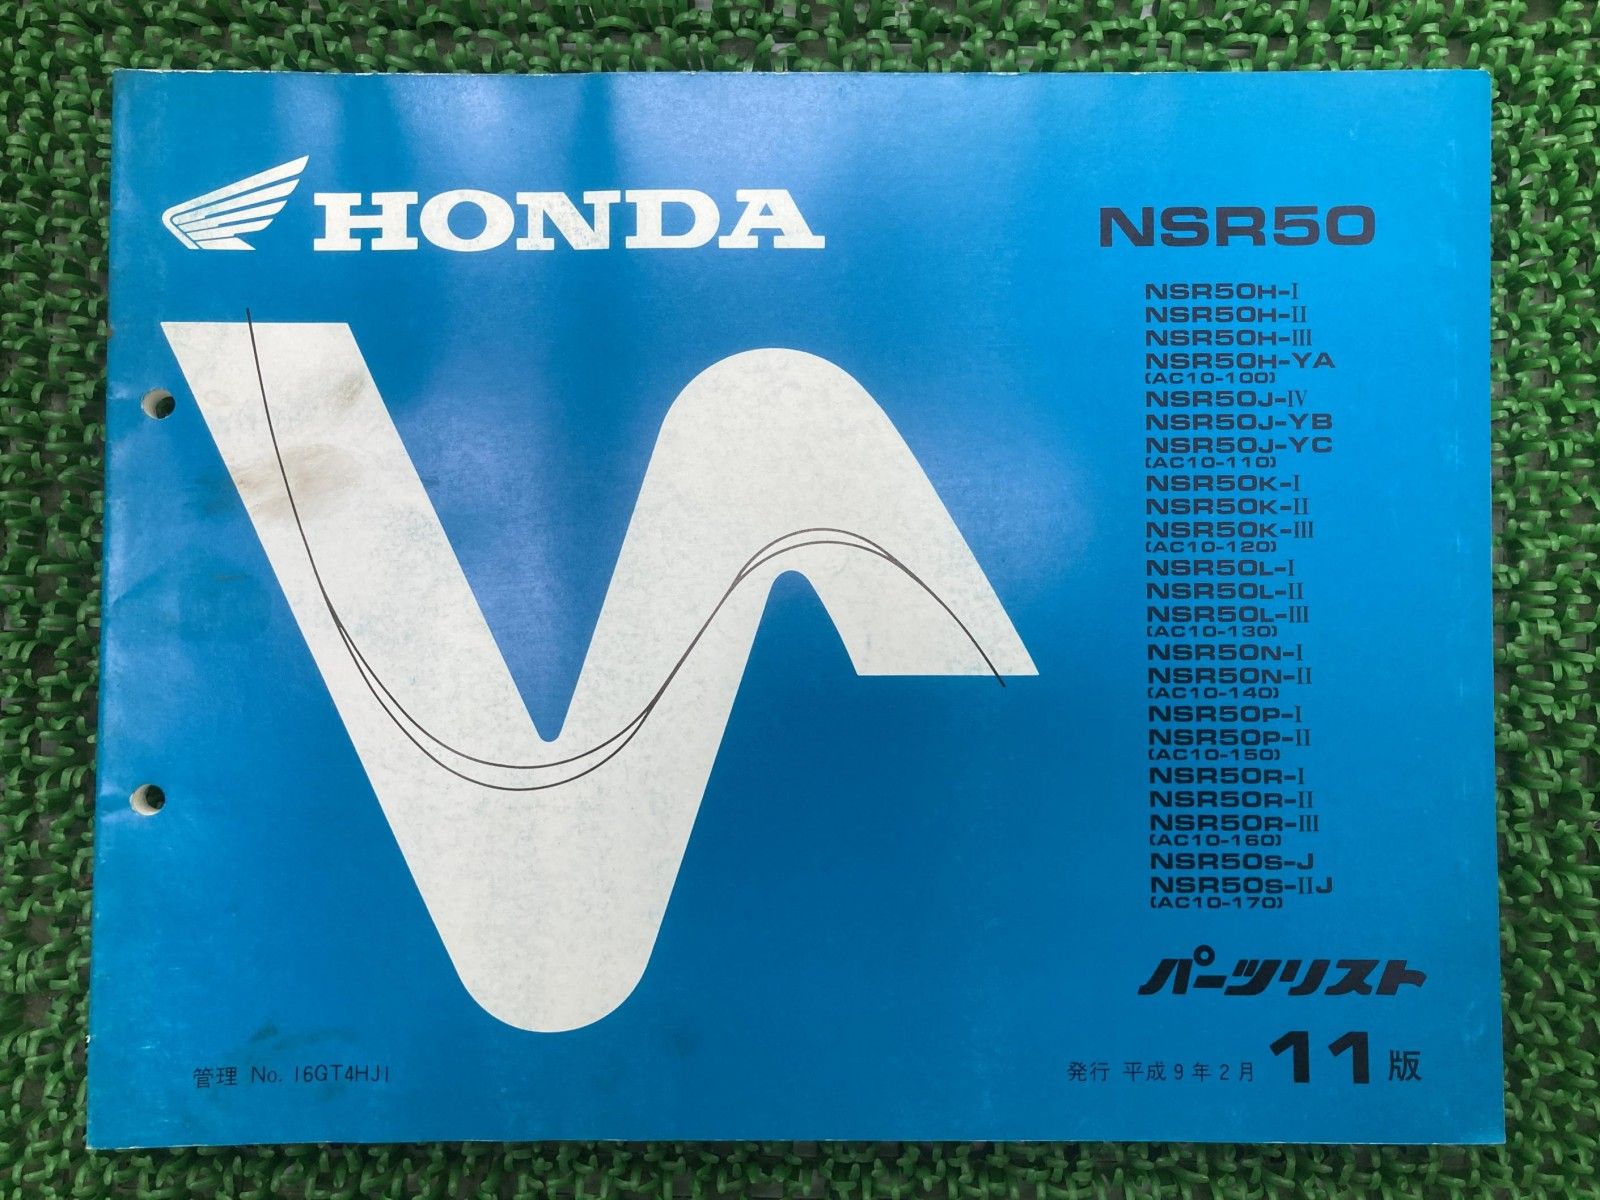 HONDA
NSR50
NSR50H-I
NSR50H-II
NSR50H-III
NSR50H-YA
(AC10-100)
NSR50J-IV
NSR50J-YB
NSR50J-YC
(AC10-110)
NSR50K-I
NSR50K-II
NSR50K-III
(AC10-120)
NSR50L-I
NSR50L-II
NSR50L-III
(AC10-130)
NSR50N-I
NSR50N-II
(AC10-140)
NSR50P-I
NSR50P-II
(AC10-150)
NSR50R-I
NSR50R-II
NSR50R-III
(AC10-160)
NSR50S-J
NSR50S-IIJ
(AC10-170)
パーツリスト
管理 No. 16GT4HJ1
発行 平成9年2月 11版